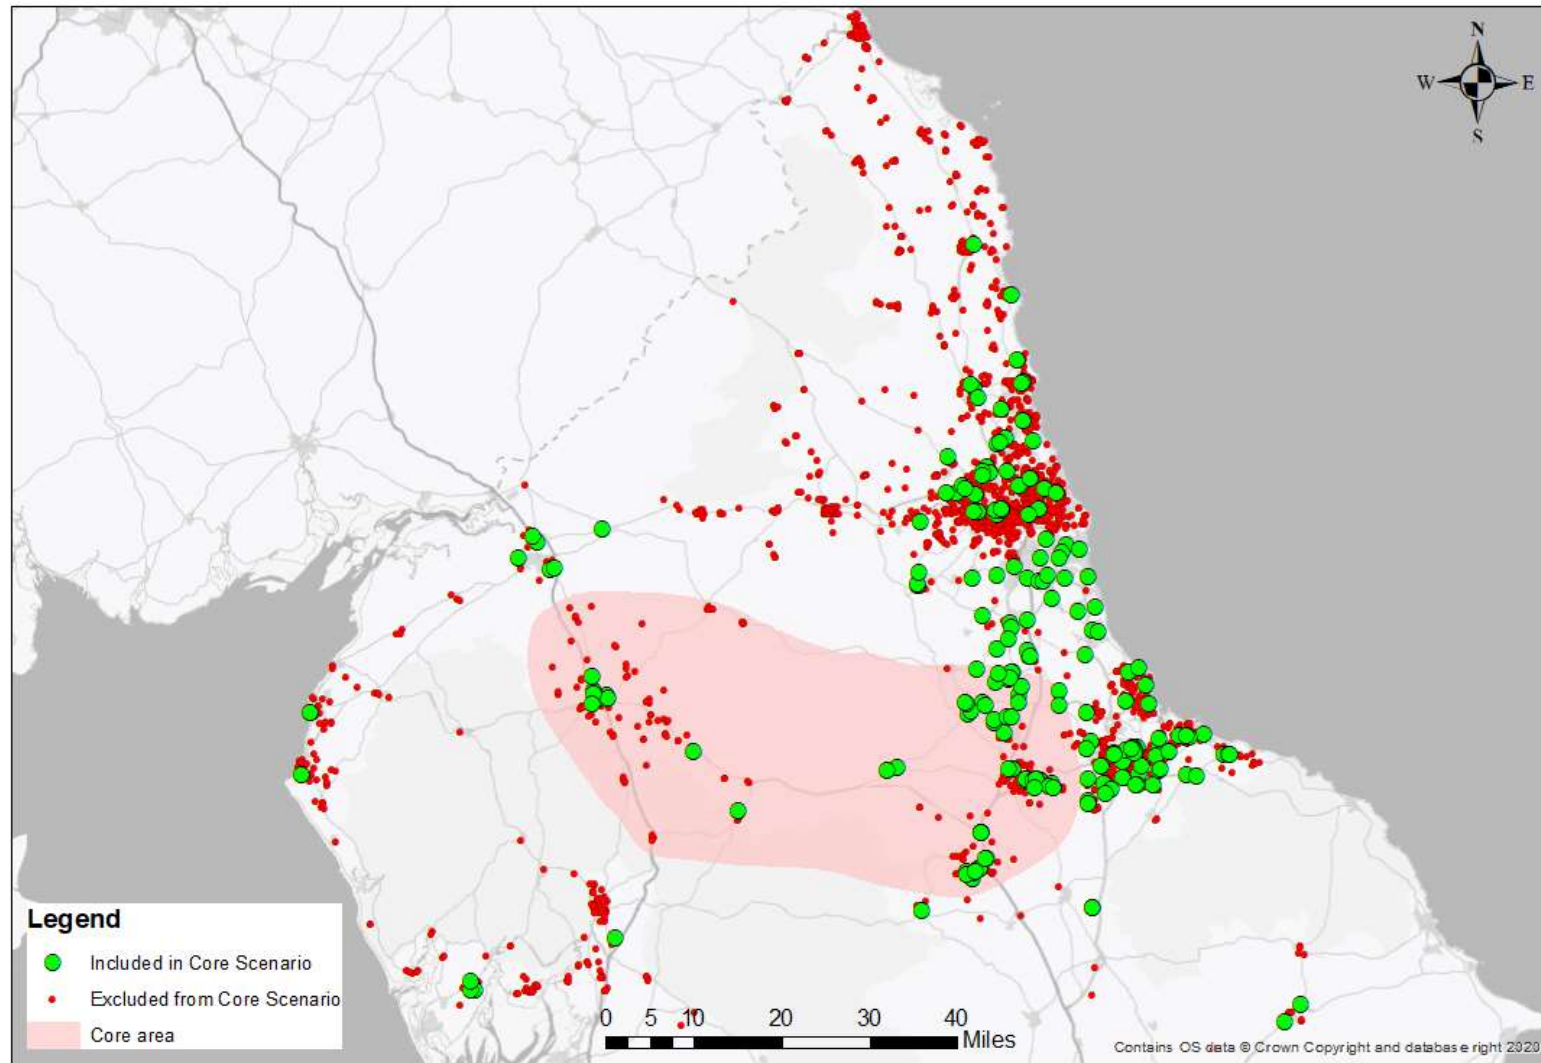 N
W E
S
Legend
Included in Core Scenario
Excluded from Core Scenario
Core area
0 5 10 20 30 40
Miles
Contains OS data © Crown Copyright and database right 2020